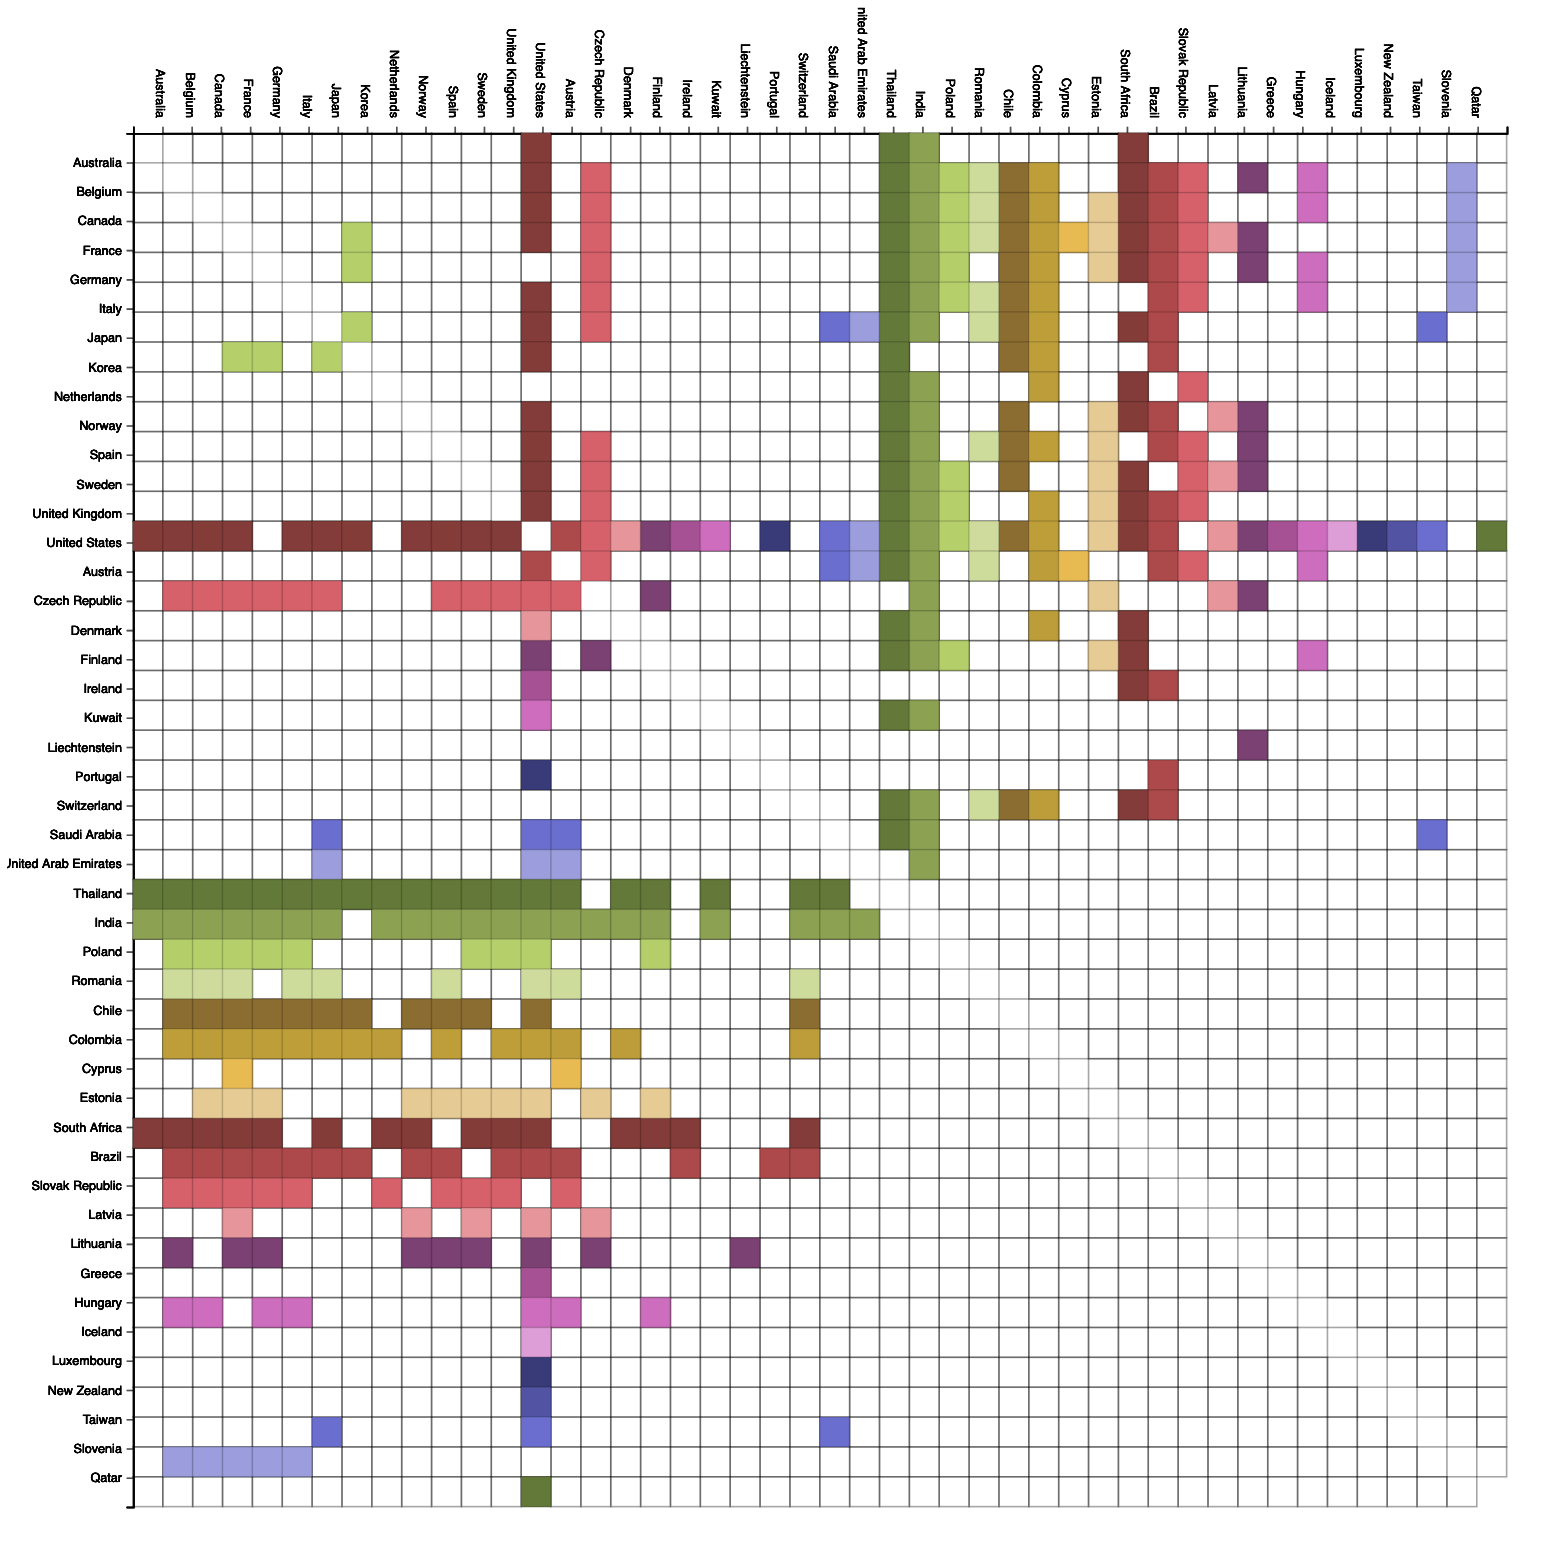 Australia
Belgium
Canada
France
Germany
Italy
Japan
Korea
Netherlands
Norway
Spain
Sweden
United Kingdom
United States
Austria
Czech Republic
Denmark
Finland
Ireland
Kuwait
Liechtenstein
Portugal
Switzerland
Saudi Arabia
nited Arab Emirates
Thailand
India
Poland
Romania
Chile
Colombia
Cyprus
Estonia
South Africa
Brazil
Slovak Republic
Latvia
Lithuania
Greece
Hungary
Iceland
Luxembourg
New Zealand
Taiwan
Slovenia
Qatar
Australia
Belgium
Canada
France
Germany
Italy
Japan
Korea
Netherlands
Norway
Spain
Sweden
United Kingdom
United States
Austria
Czech Republic
Denmark
Finland
Ireland
Kuwait
Liechtenstein
Portugal
Switzerland
Saudi Arabia
United Arab Emirates
Thailand
India
Poland
Romania
Chile
Colombia
Cyprus
Estonia
South Africa
Brazil
Slovak Republic
Latvia
Lithuania
Greece
Hungary
Iceland
Luxembourg
New Zealand
Taiwan
Slovenia
Qatar